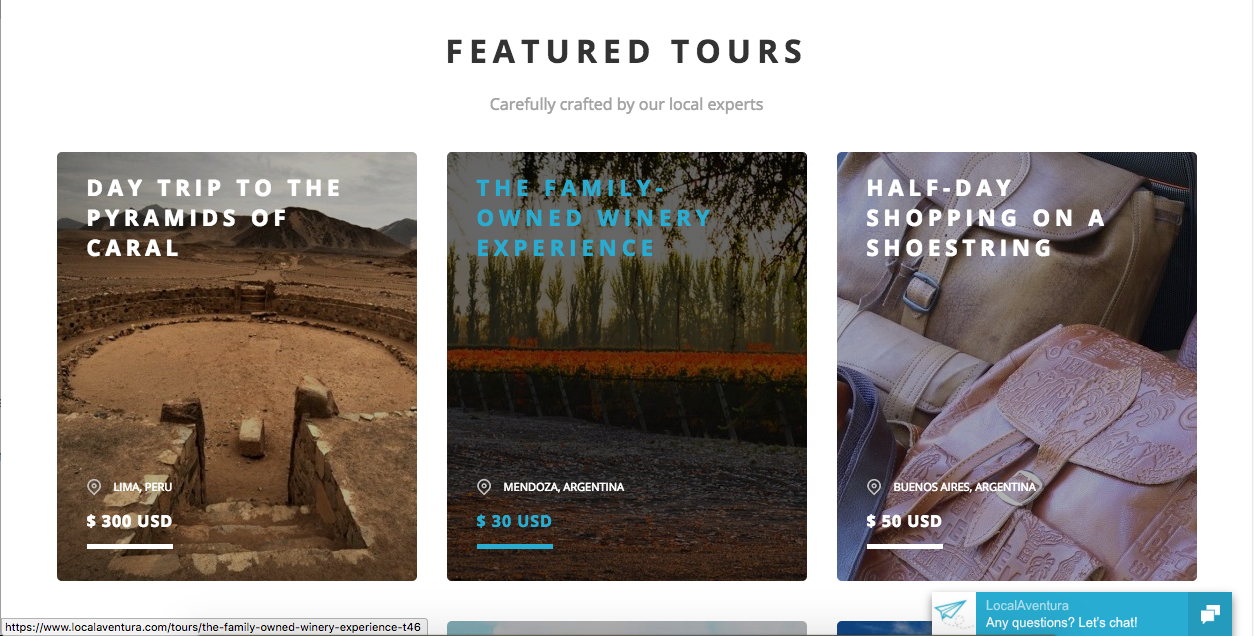 FEATURED TOURS
Carefully crafted by our local experts
DAY TRIP TO THE
PYRAMIDS OF
CARAL
LIMA, PERU
$ 300 USD
THE FAMILY-
OWNED WINERY
EXPERIENCE
MENDOZA, ARGENTINA
$ 30 USD
HALF-DAY
SHOPPING ON A
SHOESTRING
BUENOS AIRES, ARGENTINA
$ 50 USD
https://www.localaventura.com/tours/the-family-owned-winery-experience-t46
LocalAventura
Any questions? Let's chat!